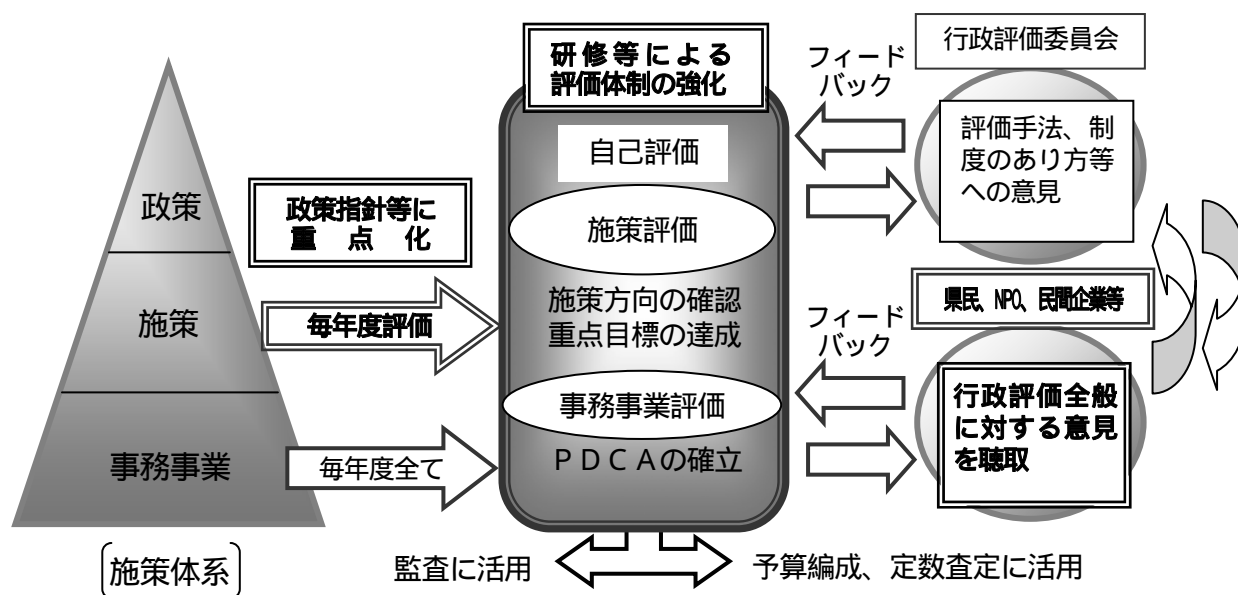 政策
施策
事務事業
施策体系
政策指針等に
重点化
毎年度評価
毎年度全て
研修等による
評価体制の強化
自己評価
施策評価
施策方向の確認
重点目標の達成
事務事業評価
ＰＤＣＡの確立
監査に活用
予算編成、定数査定に活用
フィード
バック
行政評価委員会
評価手法、制
度のあり方等
への意見
県民、NPO、民間企業等
フィード
バック
行政評価全般
に対する意見
を聴取